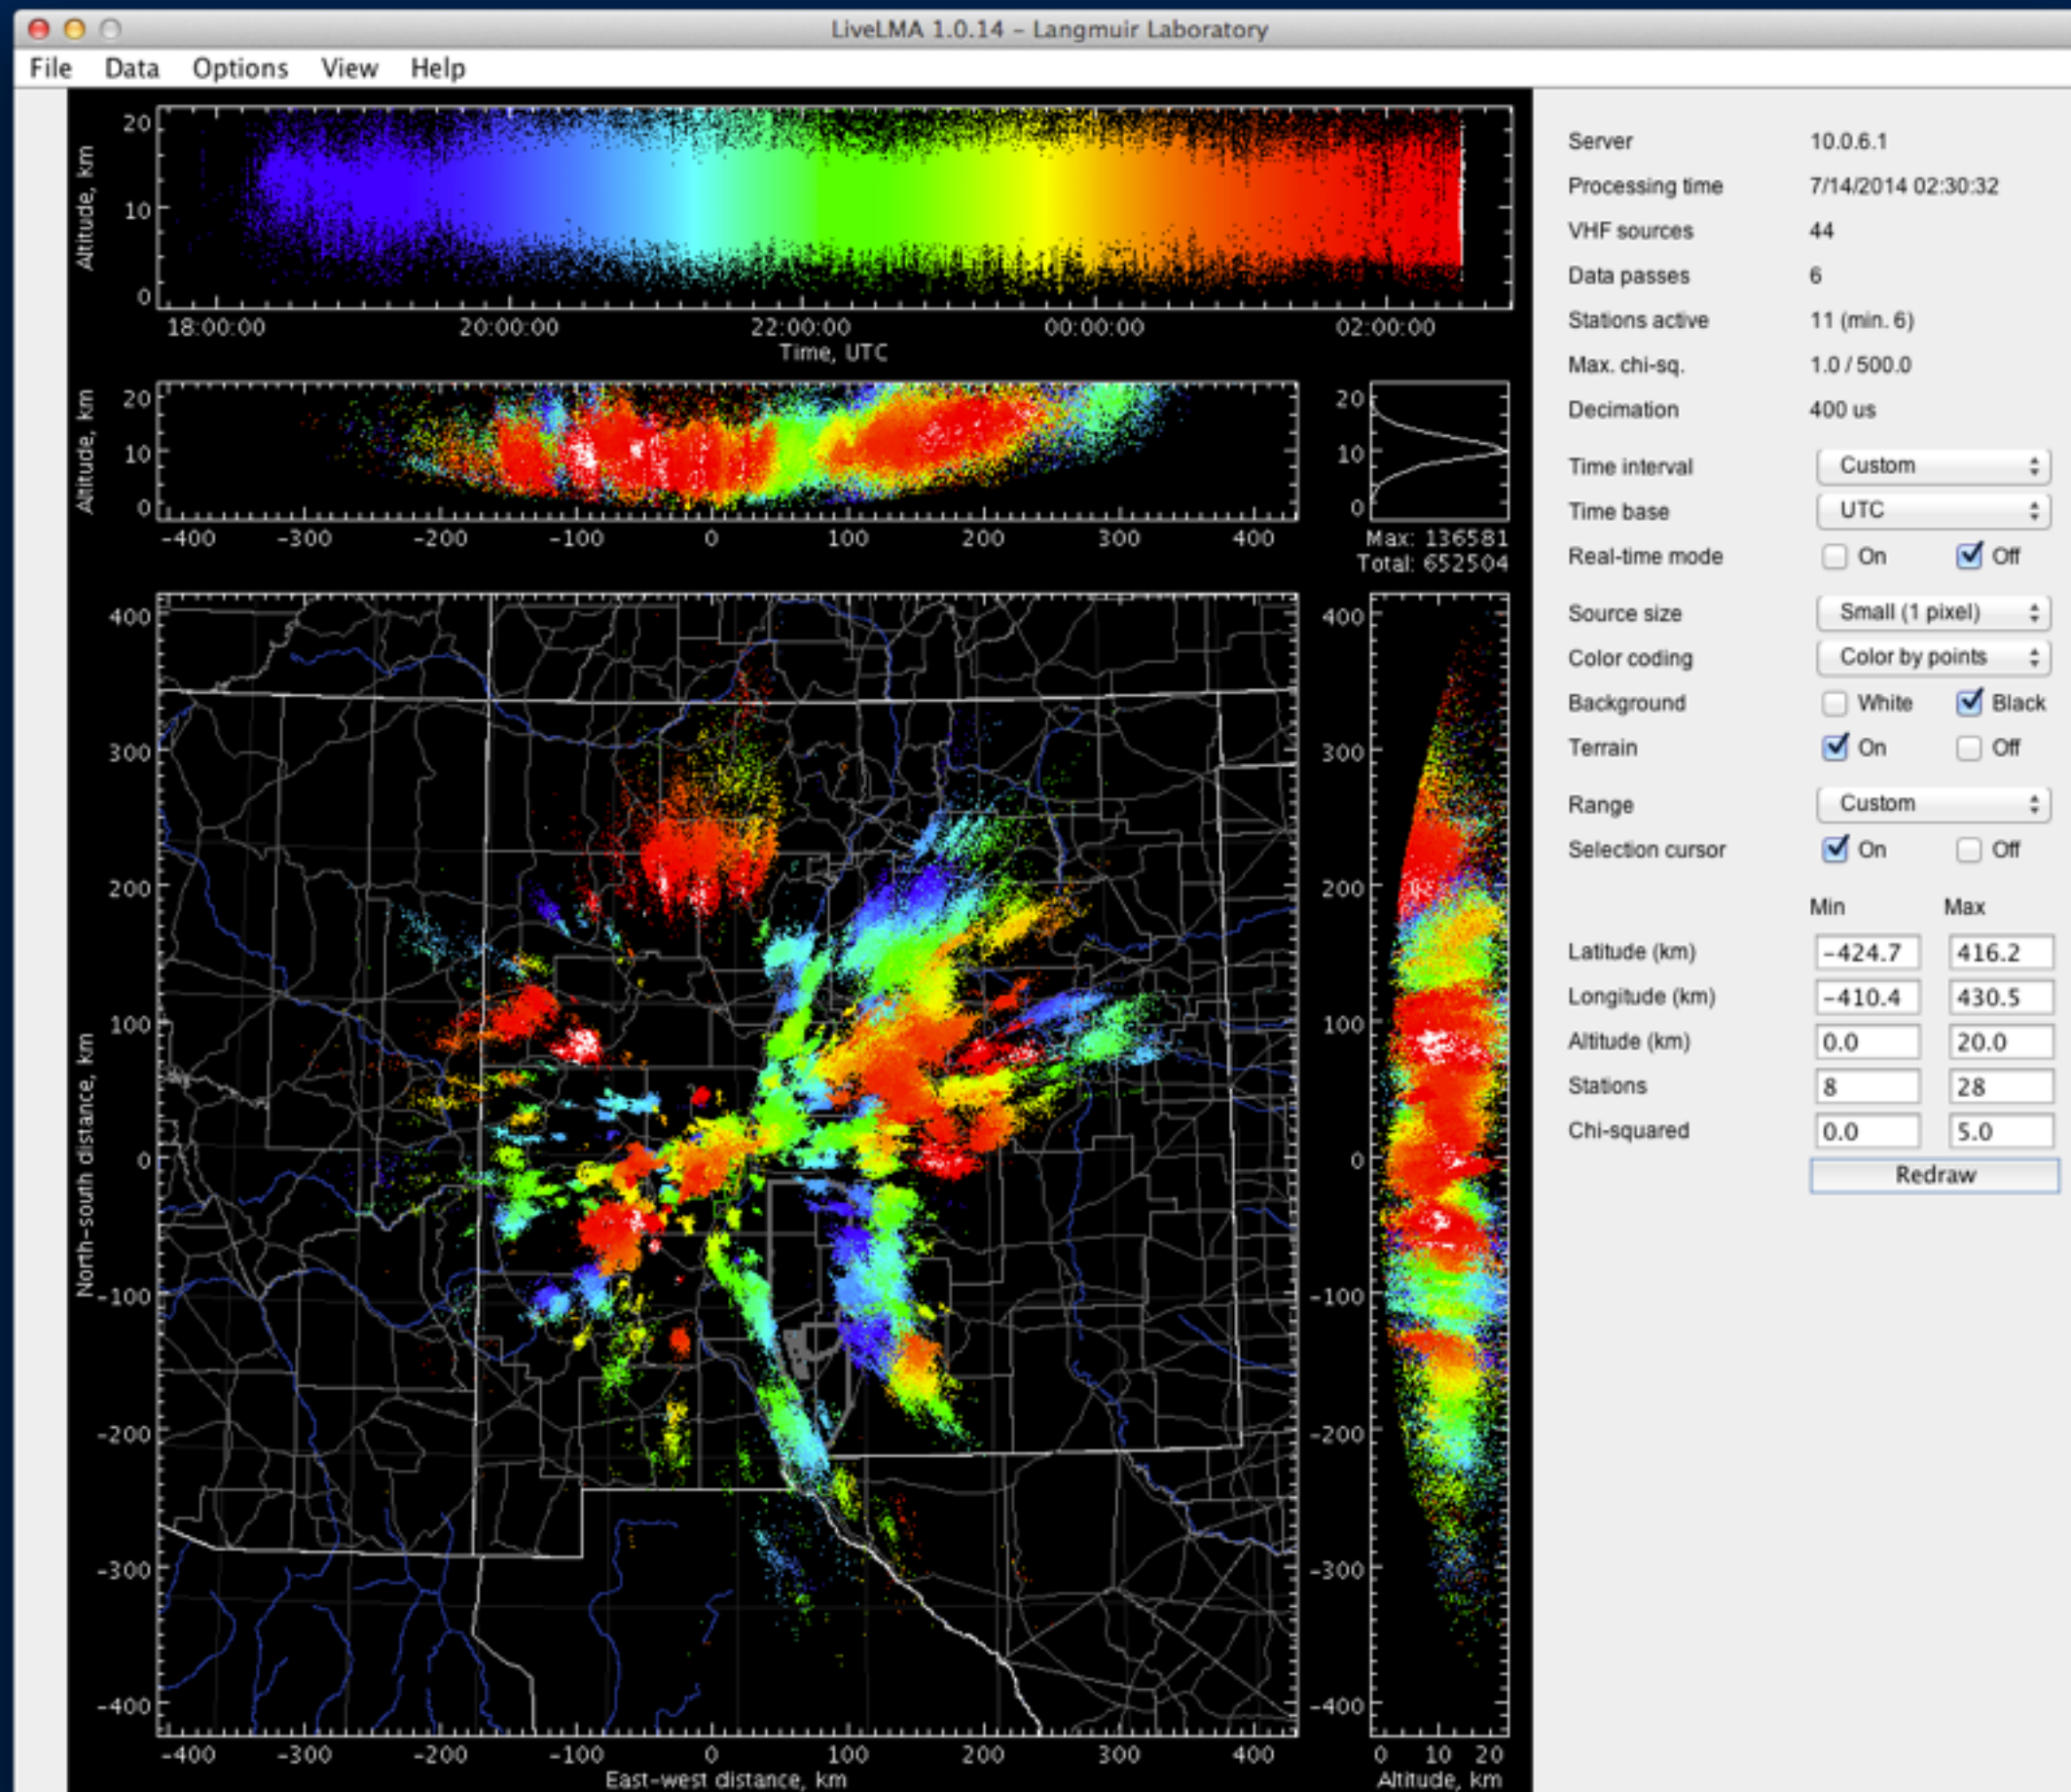 LiveLMA 1.0.14 – Langmuir Laboratory
File Data Options View Help
Altitude, km
20
10
0
18:00:00 20:00:00 22:00:00 00:00:00 02:00:00
Time, UTC
Altitude, km
20
10
0
-400 -300 -200 -100 0 100 200 300 400
20
10
0
Max: 136581
Total: 652504
North-south distance, km
400
300
200
100
0
-100
-200
-300
-400
-400 -300 -200 -100 0 100 200 300 400
East-west distance, km
400
300
200
100
0
-100
-200
-300
-400
0 10 20
Altitude, km
Server 10.0.6.1
Processing time 7/14/2014 02:30:32
VHF sources 44
Data passes 6
Stations active 11 (min. 6)
Max. chi-sq. 1.0 / 500.0
Decimation 400 us
Time interval Custom
Time base UTC
Real-time mode On Off
Source size Small (1 pixel)
Color coding Color by points
Background White Black
Terrain On Off
Range Custom
Selection cursor On Off
Min Max
Latitude (km) -424.7 416.2
Longitude (km) -410.4 430.5
Altitude (km) 0.0 20.0
Stations 8 28
Chi-squared 0.0 5.0
Redraw